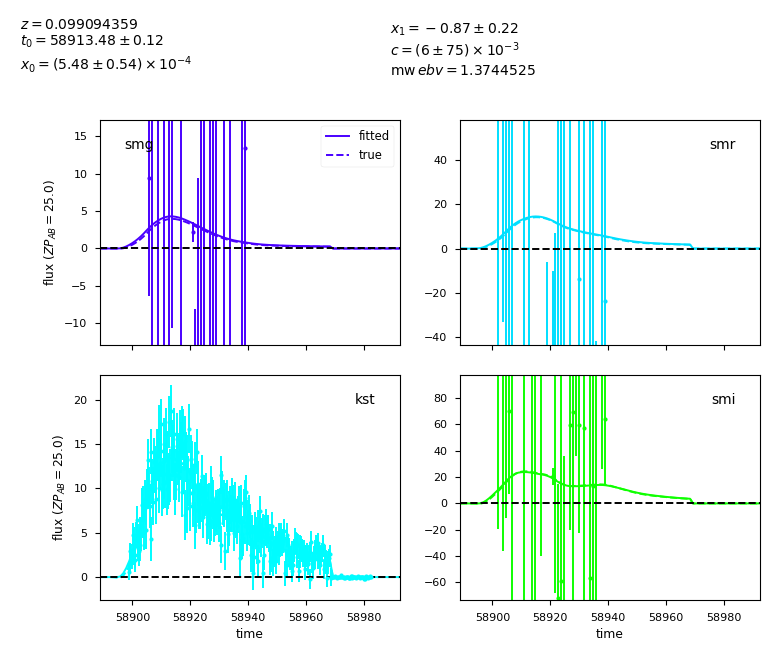 z = 0.099094359
t₀ = 58913.48 ± 0.12
x₀ = (5.48 ± 0.54) × 10⁻⁴
x₁ = −0.87 ± 0.22
c = (6 ± 75) × 10⁻³
mw ebv = 1.3744525
smg
fitted
true
15
10
5
0
−5
−10
flux (ZP_AB = 25.0)
smr
40
20
0
−20
−40
kst
20
15
10
5
0
flux (ZP_AB = 25.0)
58900 58920 58940 58960 58980
time
smi
80
60
40
20
0
−20
−40
−60
58900 58920 58940 58960 58980
time